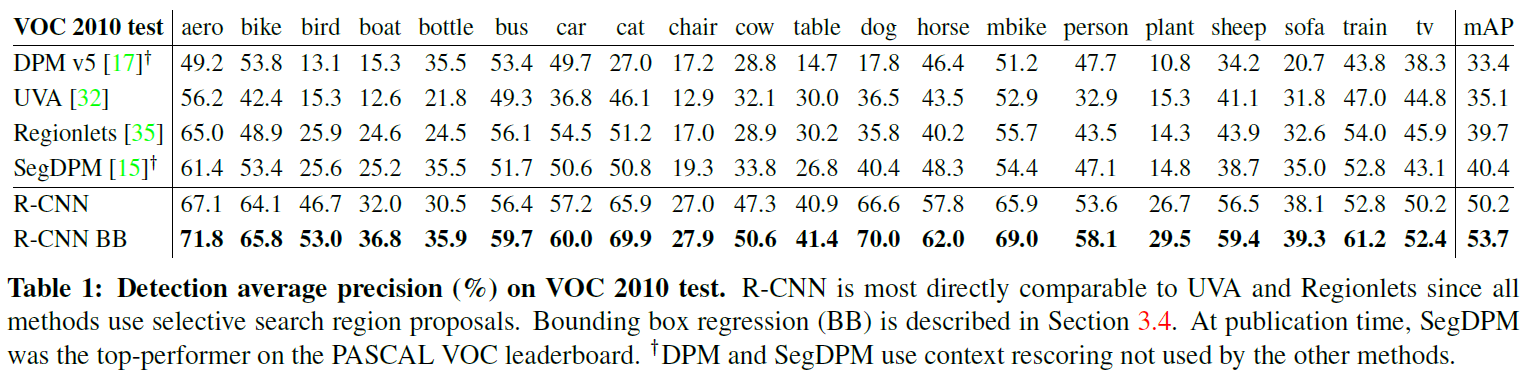 VOC 2010 test aero bike bird boat bottle bus car cat chair cow table dog horse mbike person plant sheep sofa train tv mAP
DPM v5 [17]† 49.2 53.8 13.1 15.3 35.5 53.4 49.7 27.0 17.2 28.8 14.7 17.8 46.4 51.2 47.7 10.8 34.2 20.7 43.8 38.3 33.4
UVA [32] 56.2 42.4 15.3 12.6 21.8 49.3 36.8 46.1 12.9 32.1 30.0 36.5 43.5 52.9 32.9 15.3 41.1 31.8 47.0 44.8 35.1
Regionlets [35] 65.0 48.9 25.9 24.6 24.5 56.1 54.5 51.2 17.0 28.9 30.2 35.8 40.2 55.7 43.5 14.3 43.9 32.6 54.0 45.9 39.7
SegDPM [15]† 61.4 53.4 25.6 25.2 35.5 51.7 50.6 50.8 19.3 33.8 26.8 40.4 48.3 54.4 47.1 14.8 38.7 35.0 52.8 43.1 40.4
R-CNN 67.1 64.1 46.7 32.0 30.5 56.4 57.2 65.9 27.0 47.3 40.9 66.6 57.8 65.9 53.6 26.7 56.5 38.1 52.8 50.2 50.2
R-CNN BB 71.8 65.8 53.0 36.8 35.9 59.7 60.0 69.9 27.9 50.6 41.4 70.0 62.0 69.0 58.1 29.5 59.4 39.3 61.2 52.4 53.7
Table 1: Detection average precision (%) on VOC 2010 test. R-CNN is most directly comparable to UVA and Regionlets since all
methods use selective search region proposals. Bounding box regression (BB) is described in Section 3.4. At publication time, SegDPM
was the top-performer on the PASCAL VOC leaderboard. †DPM and SegDPM use context rescoring not used by the other methods.